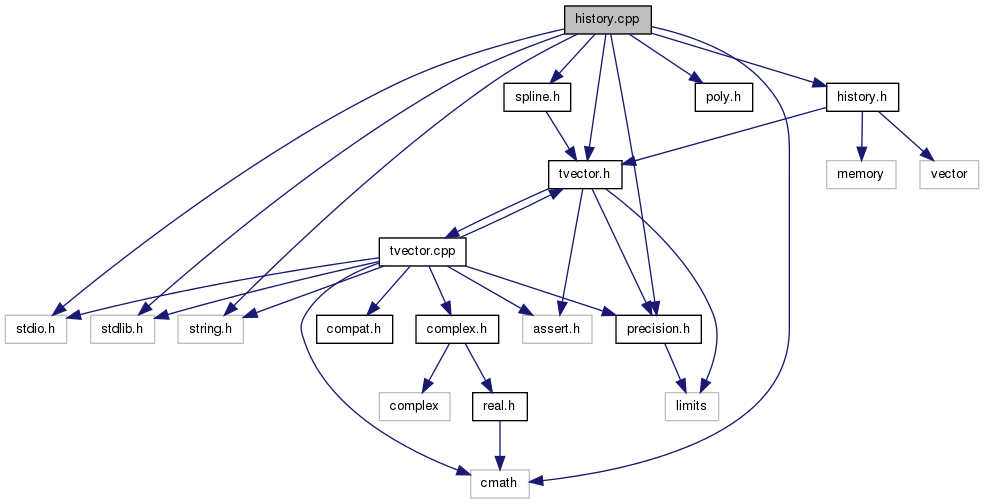 history.cpp
spline.h
poly.h
history.h
tvector.h
memory
vector
tvector.cpp
stdio.h
stdlib.h
string.h
compat.h
complex.h
assert.h
precision.h
complex
real.h
limits
cmath